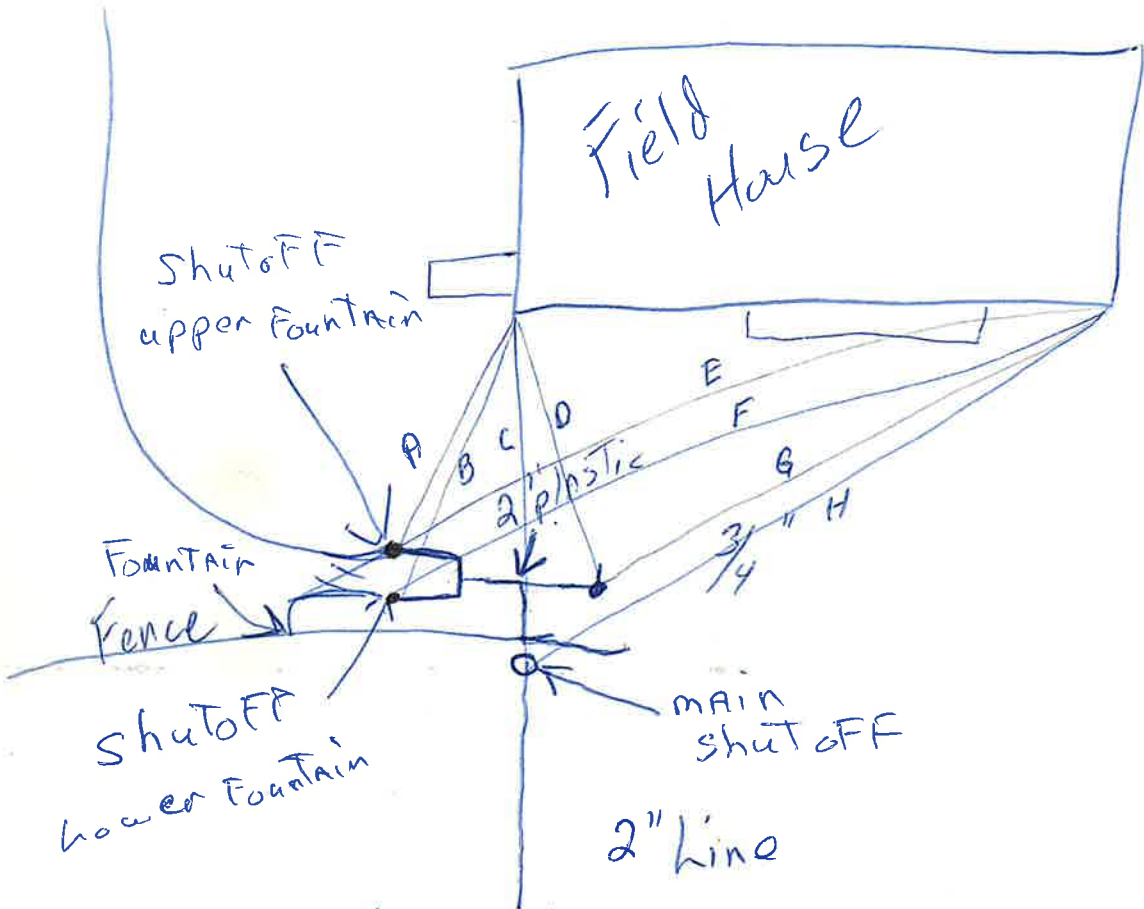 Field
House
ShutoFF
upper FounTAin
A
B
C
D
E
F
G
H
2" plastic
3/4"
FounTAin
Fence
ShutoFF
Lower FounTAin
mAin
shutoFF
2" Line